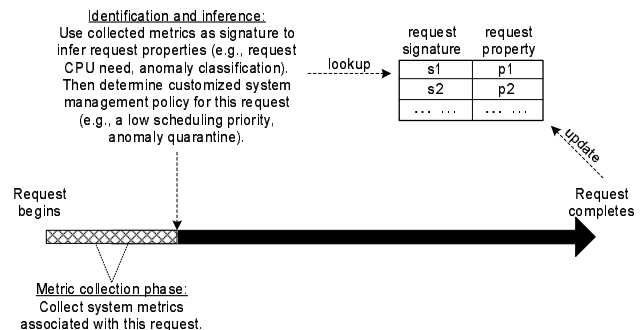 Identification and inference:
Use collected metrics as signature to
infer request properties (e.g., request
CPU need, anomaly classification).
Then determine customized system
management policy for this request
(e.g., a low scheduling priority,
anomaly quarantine).
lookup
request signature
request property
s1 p1
s2 p2
... ... ... ...
update
Request begins
Request completes
Metric collection phase:
Collect system metrics
associated with this request.